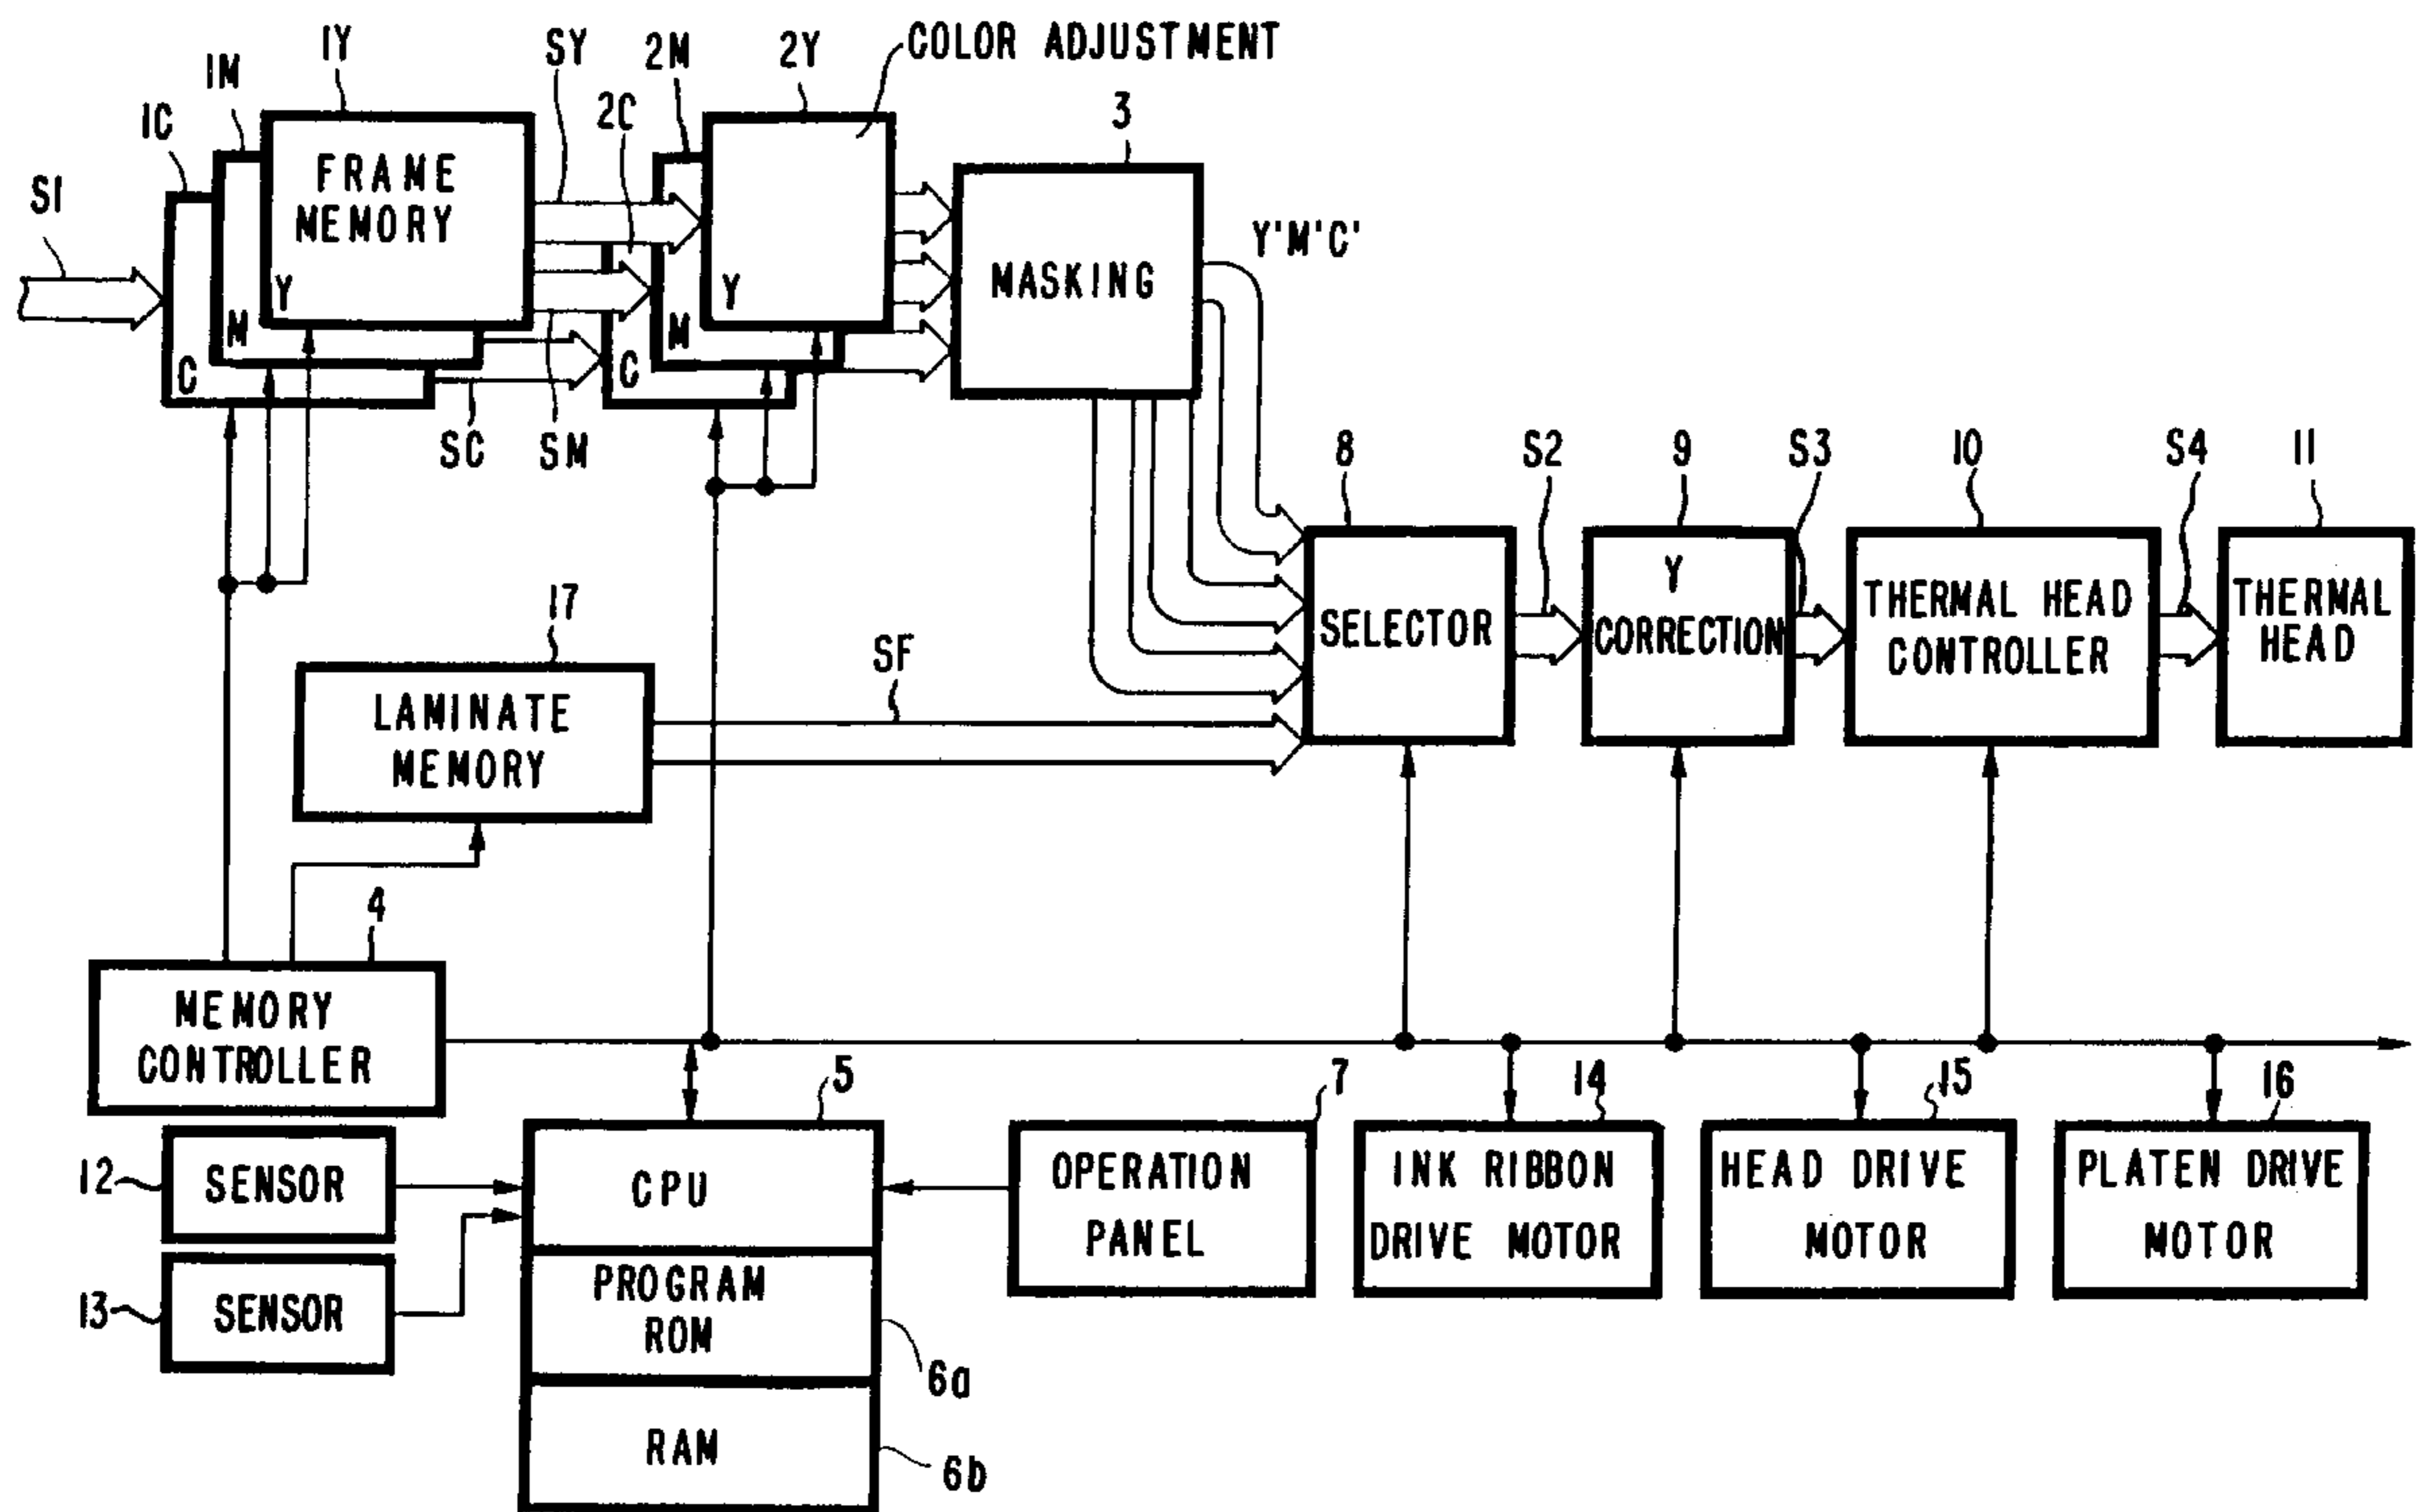 1Y
SY
2M
2Y
COLOR ADJUSTMENT
1M
1C
2C
3
S1
FRAME
MEMORY
Y
M
C
Y
M
C
MASKING
Y'M'C'
SC
SM
8
S2
9
S3
10
S4
11
17
SF
SELECTOR
γ
CORRECTION
THERMAL HEAD
CONTROLLER
THERMAL
HEAD
LAMINATE
MEMORY
4
MEMORY
CONTROLLER
5
7
14
15
16
12
SENSOR
CPU
OPERATION
PANEL
INK RIBBON
DRIVE MOTOR
HEAD DRIVE
MOTOR
PLATEN DRIVE
MOTOR
13
SENSOR
PROGRAM
ROM
6a
RAM
6b